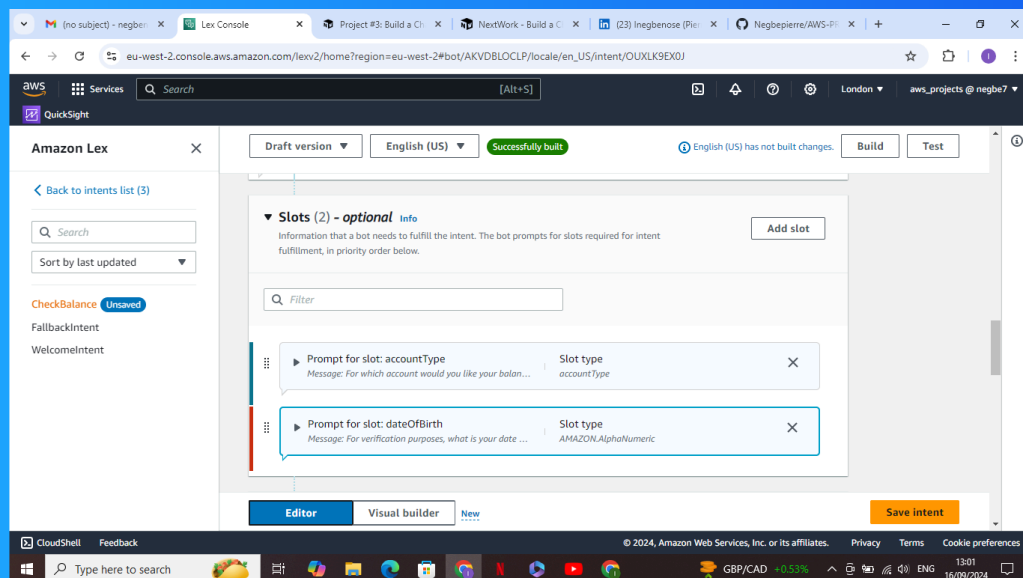 (no subject) - negben
Lex Console
Project #3: Build a Ch
NextWork - Build a C
(23) Inegbenose (Pier
Negbepierre/AWS-PR
eu-west-2.console.aws.amazon.com/lexv2/home?region=eu-west-2#bot/AKVDBLOCLP/locale/en_US/intent/OUXLK9EX0J
I
aws
Services
Search
[Alt+S]
London ▼
aws_projects @ negbe7 ▼
QuickSight
Amazon Lex
Draft version ▼
English (US) ▼
Successfully built
English (US) has not built changes.
Build
Test
Back to intents list (3)
Search
Sort by last updated
CheckBalance Unsaved
FallbackIntent
WelcomeIntent
Slots (2) - optional Info
Information that a bot needs to fulfill the intent. The bot prompts for slots required for intent
fulfillment, in priority order below.
Add slot
Filter
Prompt for slot: accountType
Message: For which account would you like your balan...
Slot type
accountType
Prompt for slot: dateOfBirth
Message: For verification purposes, what is your date ...
Slot type
AMAZON.AlphaNumeric
Editor
Visual builder
New
Save intent
CloudShell
Feedback
© 2024, Amazon Web Services, Inc. or its affiliates.
Privacy
Terms
Cookie preferences
Type here to search
GBP/CAD +0.53%
ENG
13:01
16/09/2024